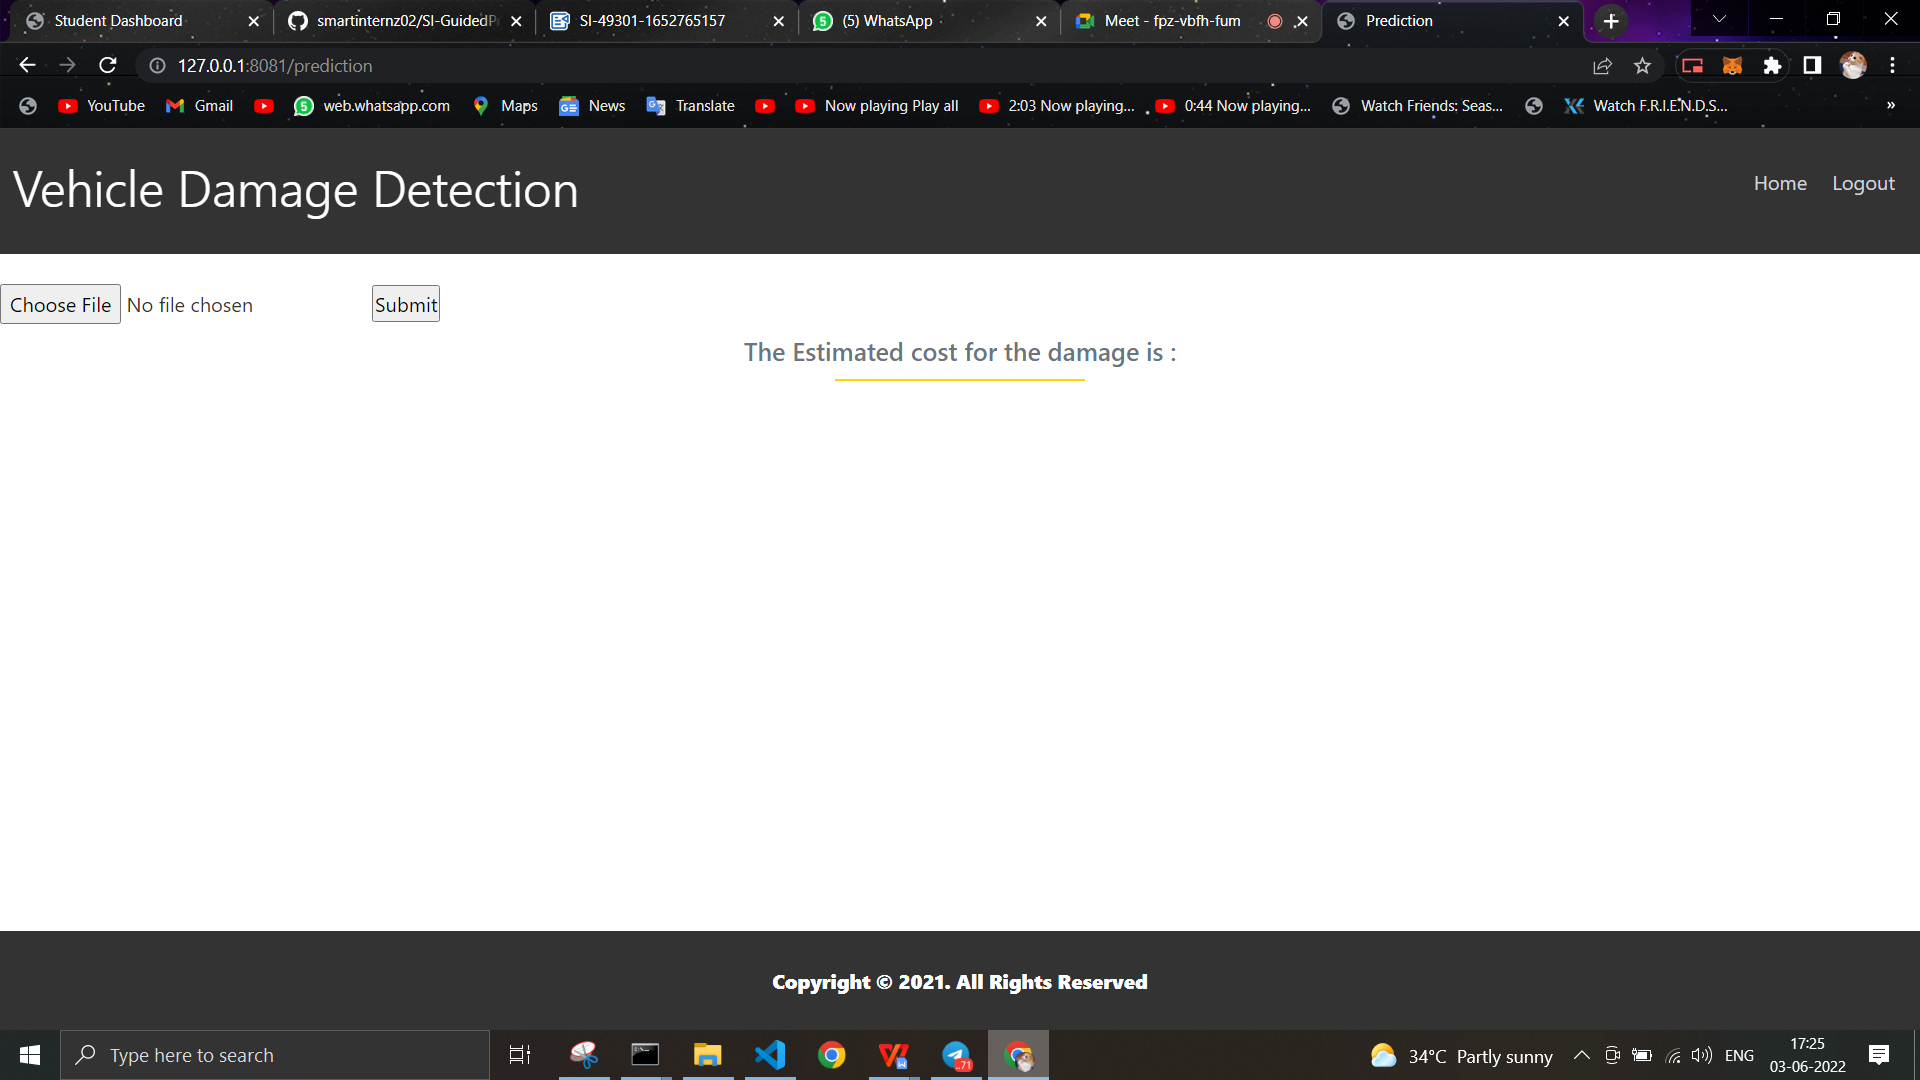 Student Dashboard
smartinternz02/SI-GuidedPr
SI-49301-1652765157
(5) WhatsApp
Meet - fpz-vbfh-fum
Prediction
127.0.0.1:8081/prediction
YouTube
Gmail
web.whatsapp.com
Maps
News
Translate
Now playing Play all
2:03 Now playing...
0:44 Now playing...
Watch Friends: Seas...
Watch F.R.I.E.N.D.S...
»
Vehicle Damage Detection
Home
Logout
Choose File No file chosen
Submit
The Estimated cost for the damage is :
Copyright © 2021. All Rights Reserved
Type here to search
..71
34°C Partly sunny
ENG
17:25
03-06-2022